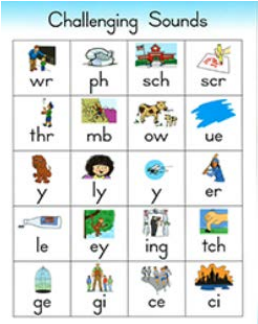 Challenging Sounds
wr ph sch scr
thr mb ow ue
y ly y er
le ey ing tch
ge gi ce ci